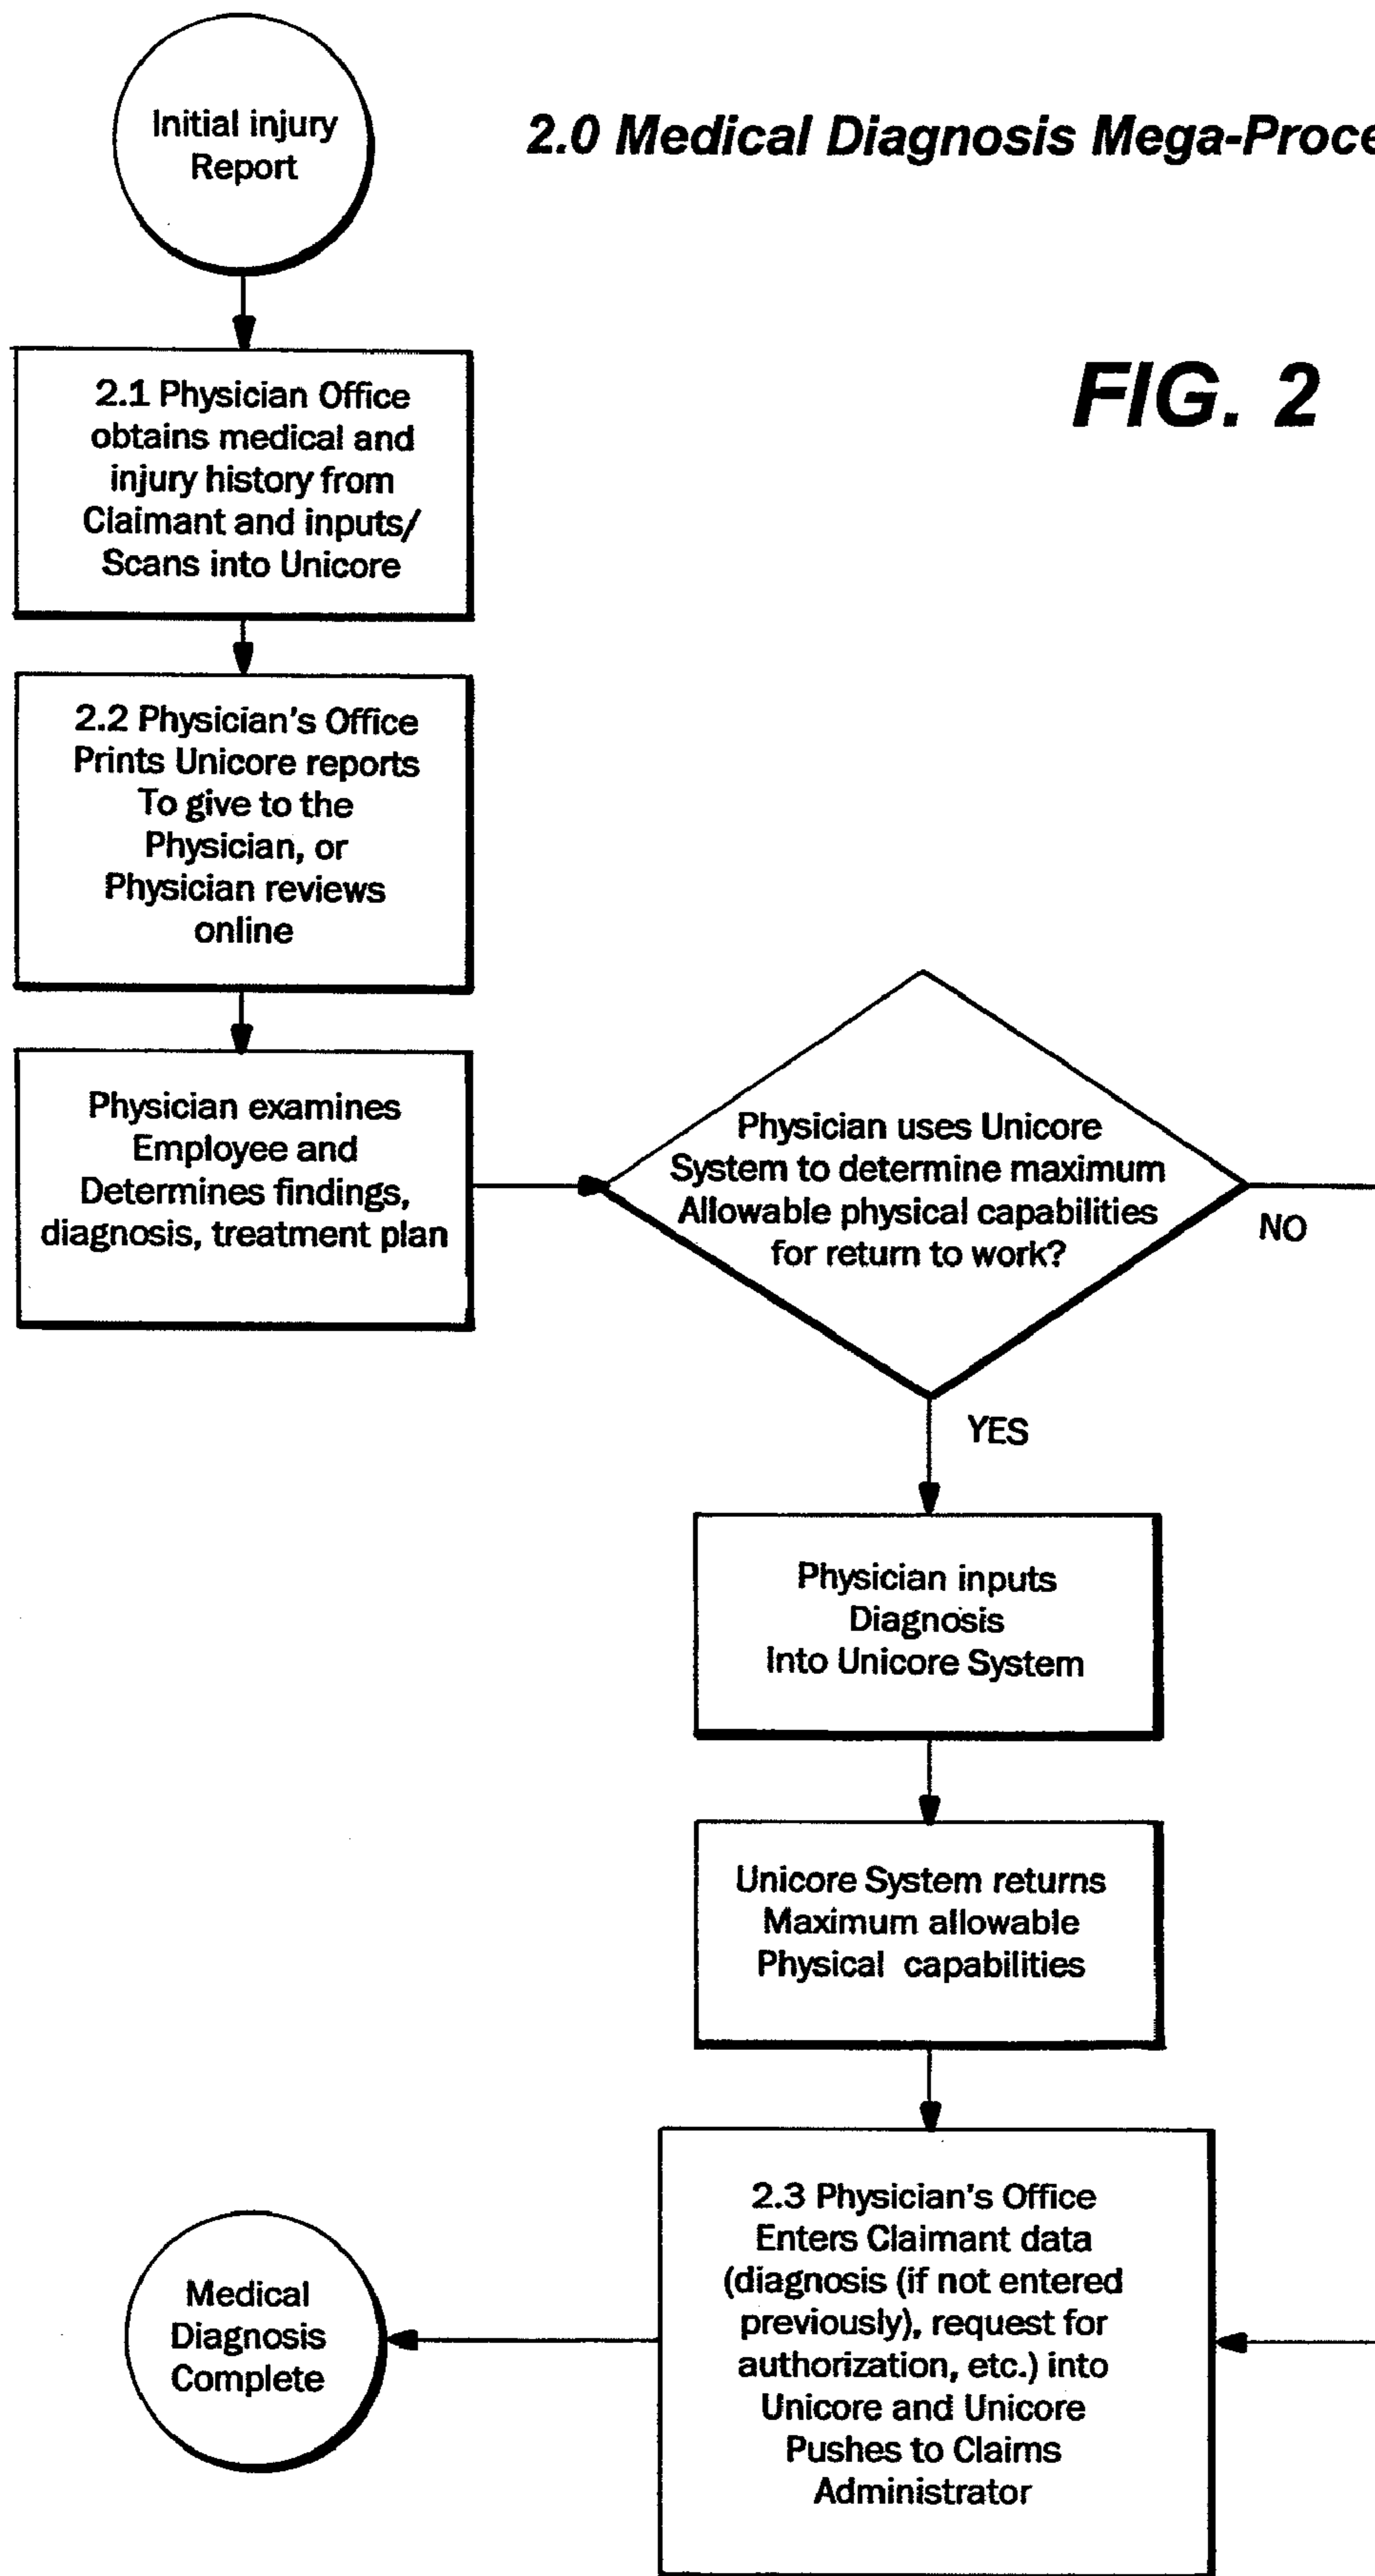 Initial injury
Report
2.0 Medical Diagnosis Mega-Proce
FIG. 2
2.1 Physician Office
obtains medical and
injury history from
Claimant and inputs/
Scans into Unicore
2.2 Physician's Office
Prints Unicore reports
To give to the
Physician, or
Physician reviews
online
Physician examines
Employee and
Determines findings,
diagnosis, treatment plan
Physician uses Unicore
System to determine maximum
Allowable physical capabilities
for return to work?
NO
YES
Physician inputs
Diagnosis
Into Unicore System
Unicore System returns
Maximum allowable
Physical capabilities
2.3 Physician's Office
Enters Claimant data
(diagnosis (if not entered
previously), request for
authorization, etc.) into
Unicore and Unicore
Pushes to Claims
Administrator
Medical
Diagnosis
Complete